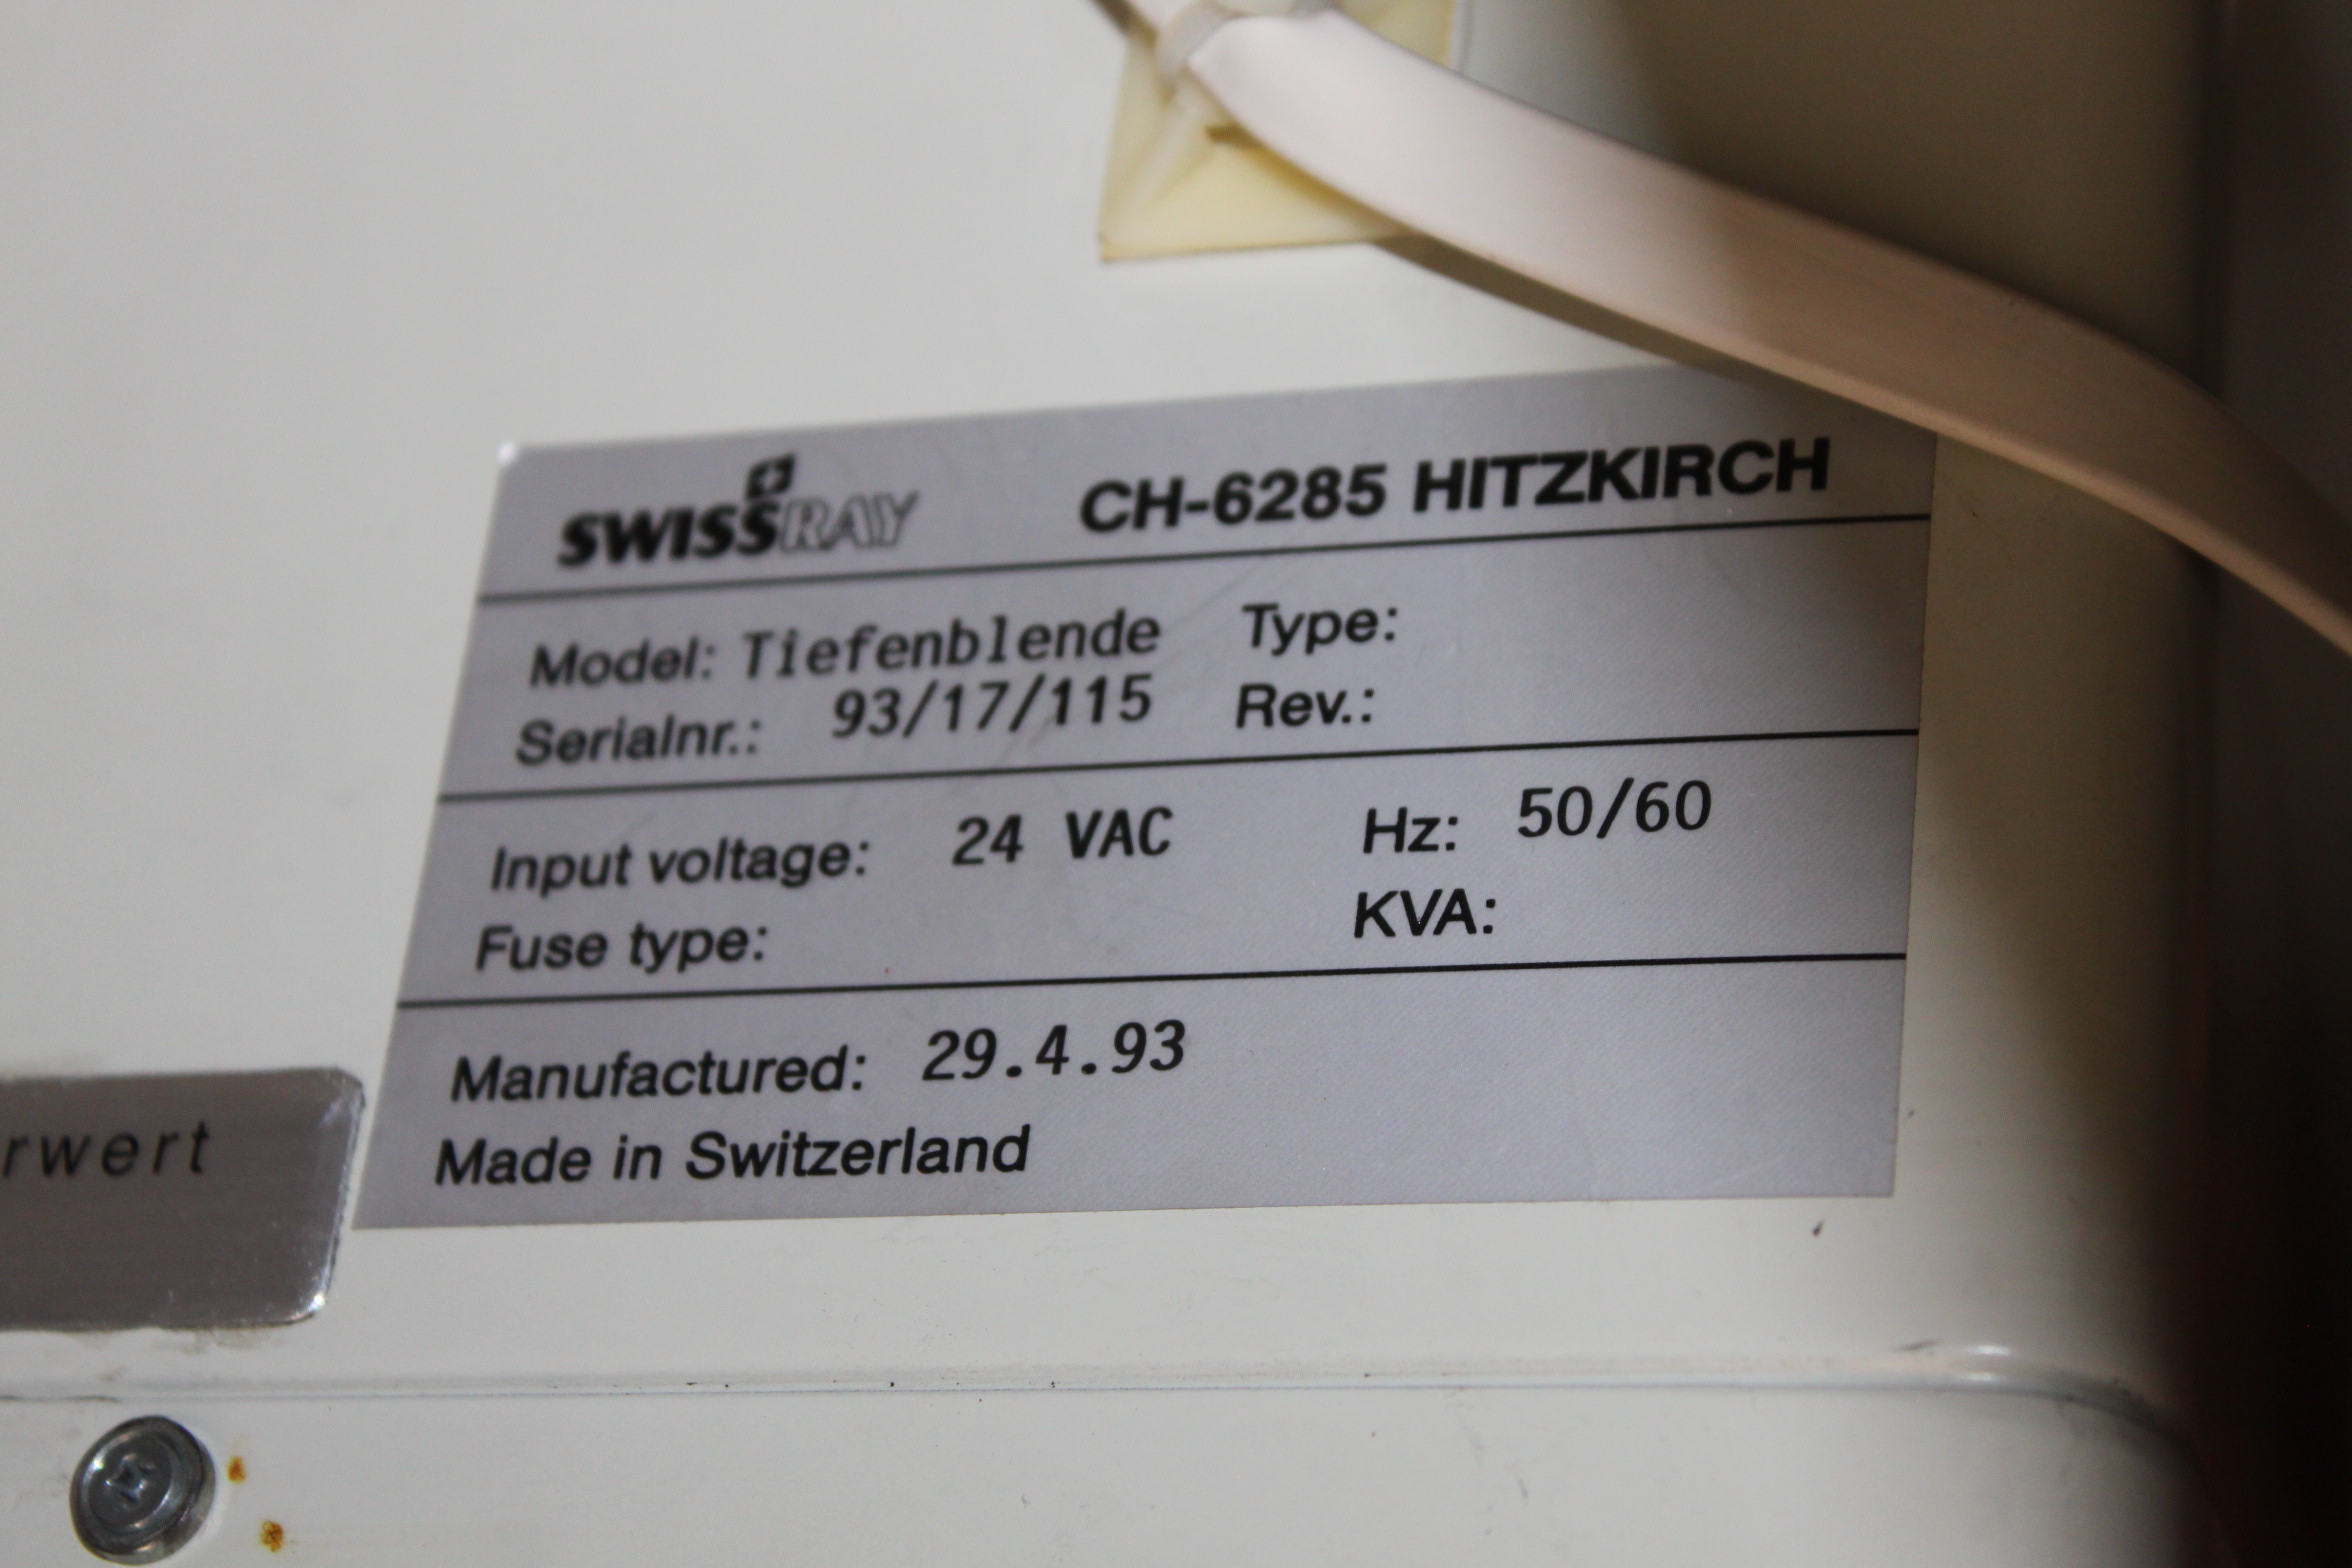 SWISSRAY CH-6285 HITZKIRCH
Model: Tiefenblende Type:
Serialnr.: 93/17/115 Rev.:
Input voltage: 24 VAC Hz: 50/60
Fuse type: KVA:
Manufactured: 29.4.93
Made in Switzerland
rwert